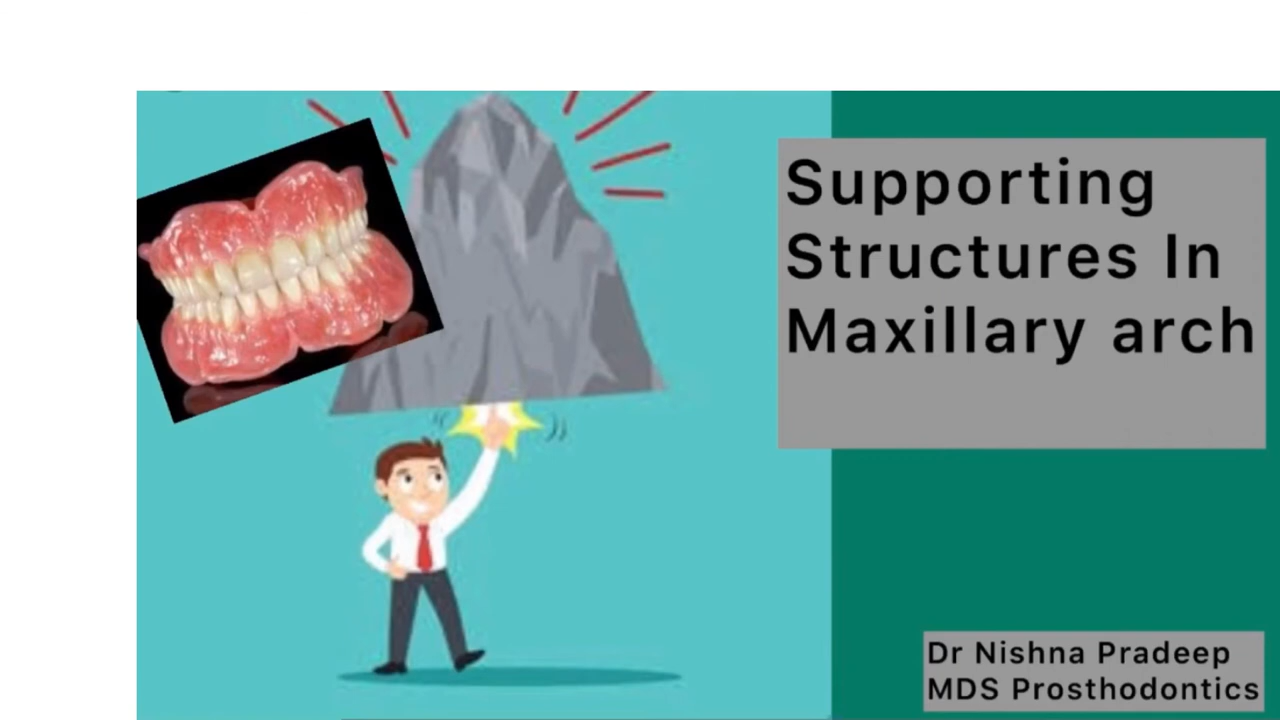 Supporting
Structures In
Maxillary arch
Dr Nishna Pradeep
MDS Prosthodontics